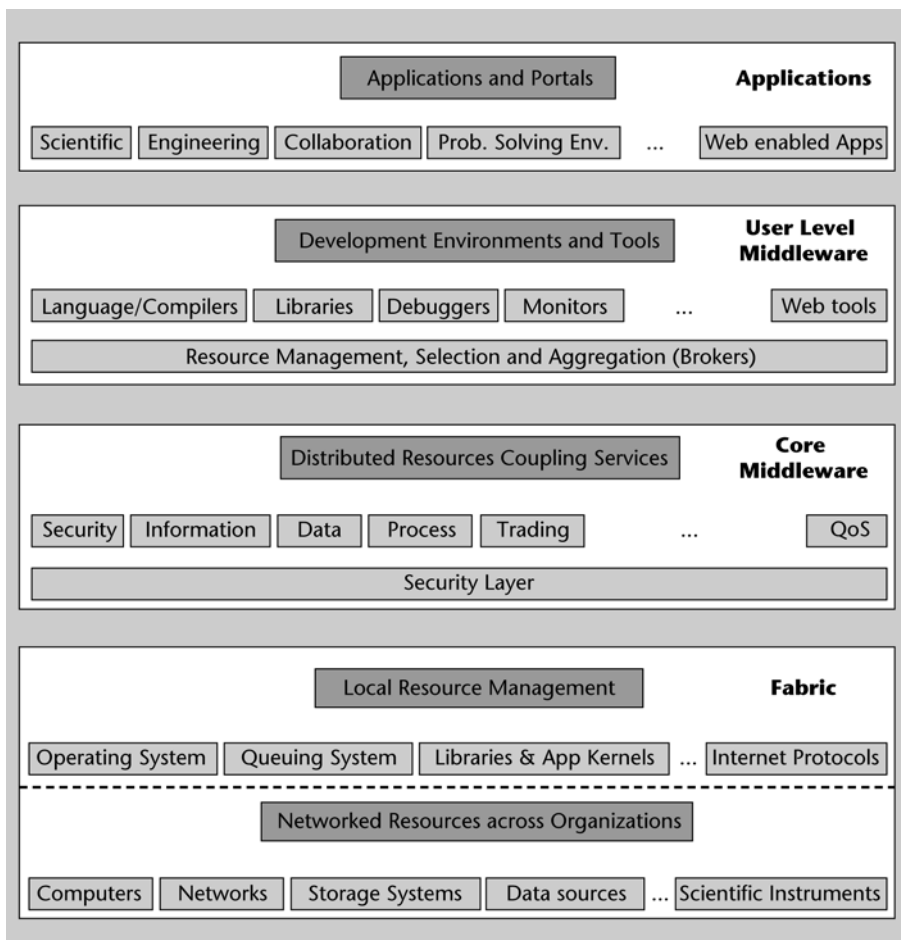 Applications and Portals
Applications
Scientific
Engineering
Collaboration
Prob. Solving Env.
...
Web enabled Apps
Development Environments and Tools
User Level
Middleware
Language/Compilers
Libraries
Debuggers
Monitors
...
Web tools
Resource Management, Selection and Aggregation (Brokers)
Distributed Resources Coupling Services
Core
Middleware
Security
Information
Data
Process
Trading
...
QoS
Security Layer
Local Resource Management
Fabric
Operating System
Queuing System
Libraries & App Kernels
...
Internet Protocols
Networked Resources across Organizations
Computers
Networks
Storage Systems
Data sources
...
Scientific Instruments